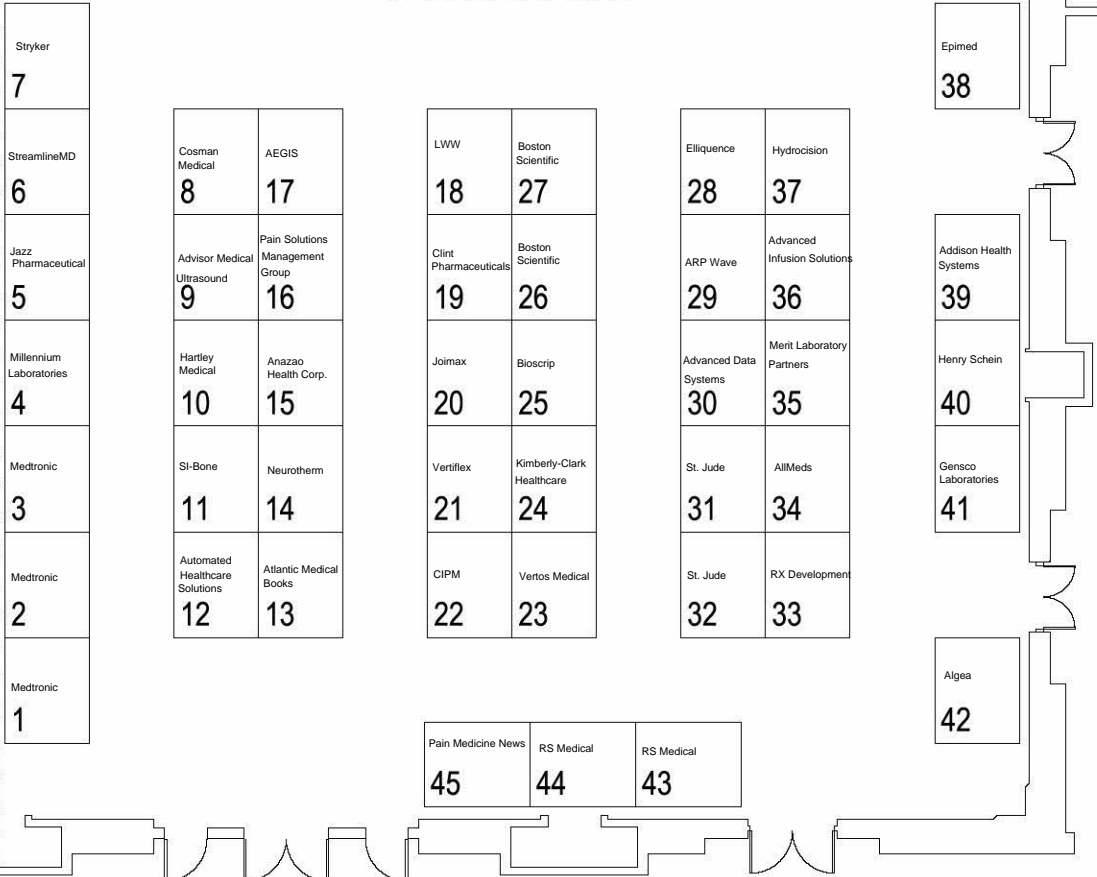 Stryker
7
StreamlineMD
6
Jazz
Pharmaceutical
5
Millennium
Laboratories
4
Medtronic
3
Medtronic
2
Medtronic
1
Cosman
Medical
8
AEGIS
17
Advisor Medical
Ultrasound
9
Pain Solutions
Management
Group
16
Hartley
Medical
10
Anazao
Health Corp.
15
SI-Bone
11
Neurotherm
14
Automated
Healthcare
Solutions
12
Atlantic Medical
Books
13
LWW
18
Boston
Scientific
27
Clint
Pharmaceuticals
19
Boston
Scientific
26
Joimax
20
Bioscrip
25
Vertiflex
21
Kimberly-Clark
Healthcare
24
CIPM
22
Vertos Medical
23
Elliquence
28
Hydrocision
37
ARP Wave
29
Advanced
Infusion Solutions
36
Advanced Data
Systems
30
Merit Laboratory
Partners
35
St. Jude
31
AllMeds
34
St. Jude
32
RX Development
33
Epimed
38
Addison Health
Systems
39
Henry Schein
40
Gensco
Laboratories
41
Algea
42
Pain Medicine News
45
RS Medical
44
RS Medical
43